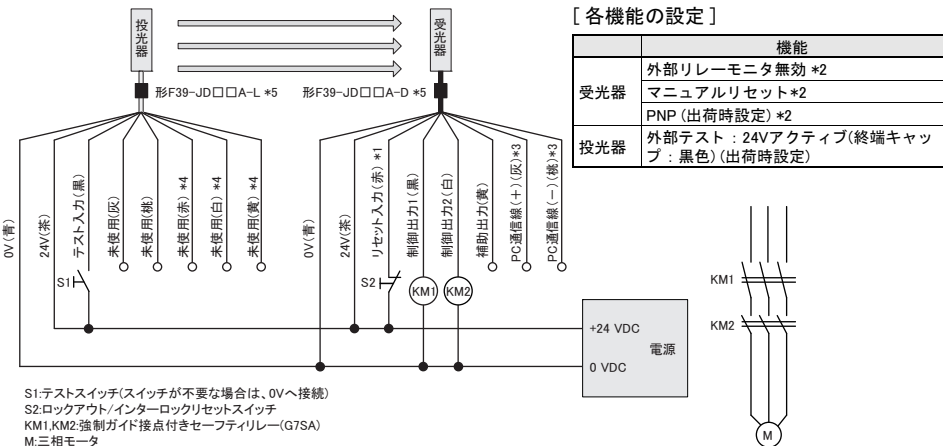 [ 各機能の設定 ]
機能
受光器
外部リレーモニタ無効 *2
マニュアルリセット*2
PNP (出荷時設定) *2
投光器
外部テスト : 24Vアクティブ(終端キャッ
プ : 黒色) (出荷時設定)
投光器
受光器
形F39-JD□□A-L *5
形F39-JD□□A-D *5
0V(青)
24V(茶)
テスト入力(黒)
未使用(灰)
未使用(桃)
未使用(赤) *4
未使用(白) *4
未使用(黄) *4
0V(青)
24V(茶)
リセット入力(赤) *1
制御出力1(黒)
制御出力2(白)
補助出力(黄)
PC通信線(+)(灰)*3
PC通信線(-)(桃)*3
S1
S2
KM1
KM2
+24 VDC
電源
0 VDC
KM1
KM2
M
S1:テストスイッチ(スイッチが不要な場合は、0Vへ接続)
S2:ロックアウト/インターロックリセットスイッチ
KM1,KM2:強制ガイド接点付きセーフティリレー(G7SA)
M:三相モータ